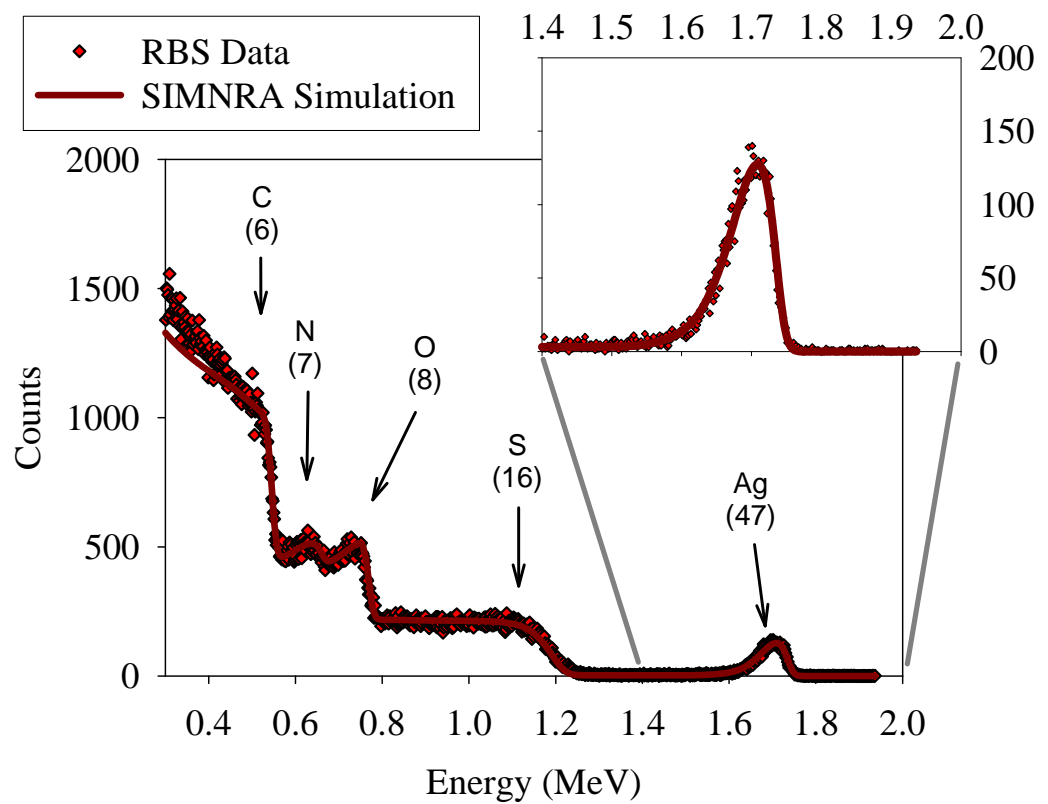 RBS Data
SIMNRA Simulation
1.4 1.5 1.6 1.7 1.8 1.9 2.0
200
150
100
50
0
2000
1500
1000
500
0
Counts
C
(6)
N
(7)
O
(8)
S
(16)
Ag
(47)
0.4 0.6 0.8 1.0 1.2 1.4 1.6 1.8 2.0
Energy (MeV)